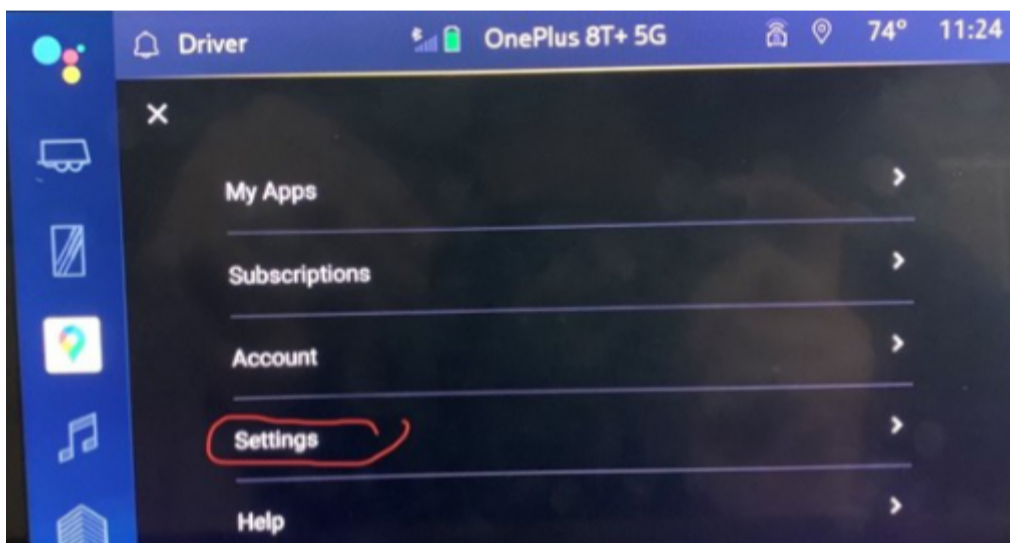 Driver OnePlus 8T+ 5G 74° 11:24
My Apps
Subscriptions
Account
Settings
Help